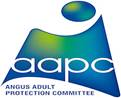 aapc
ANGUS ADULT
PROTECTION COMMITTEE